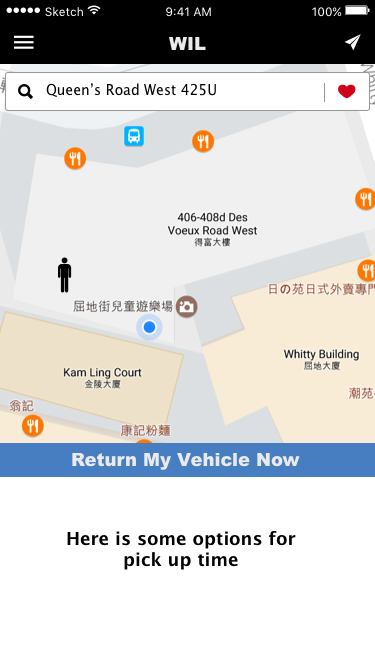 Sketch 9:41 AM 100%
WIL
Queen's Road West 425U
406-408d Des
Voeux Road West
得富大樓
日の苑日式外賣專門
屈地街兒童遊樂場
Whitty Building
屈地大廈
Kam Ling Court
金陵大廈
潮苑
翁記
康記粉麵
Return My Vehicle Now
Here is some options for
pick up time